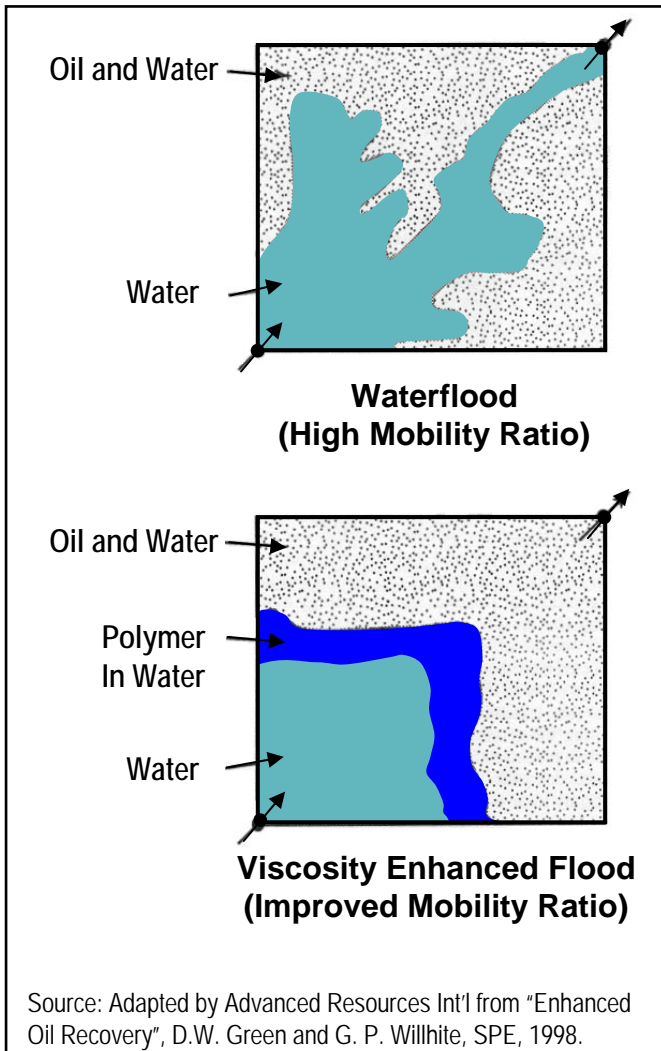 Oil and Water
Water
Waterflood
(High Mobility Ratio)
Oil and Water
Polymer
In Water
Water
Viscosity Enhanced Flood
(Improved Mobility Ratio)
Source: Adapted by Advanced Resources Int'l from “Enhanced
Oil Recovery”, D.W. Green and G. P. Willhite, SPE, 1998.